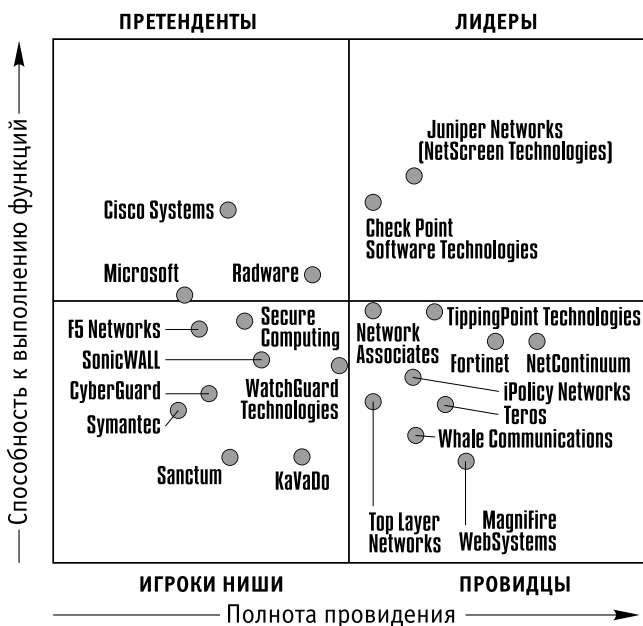 ПРЕТЕНДЕНТЫ
ЛИДЕРЫ
Способность к выполнению функций
Juniper Networks
(NetScreen Technologies)
Cisco Systems
Check Point
Software Technologies
Microsoft
Radware
F5 Networks
Secure
Computing
SonicWALL
CyberGuard
WatchGuard
Technologies
Symantec
Sanctum
KaVaDo
Network
Associates
TippingPoint Technologies
Fortinet
NetContinuum
iPolicy Networks
Teros
Whale Communications
Top Layer
Networks
MagniFire
WebSystems
ИГРОКИ НИШИ
ПРОВИДЦЫ
Полнота провидения